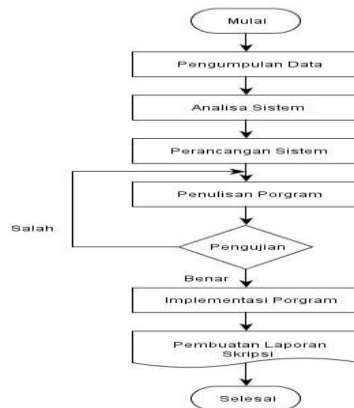 Mulai
Pengumpulan Data
Analisa Sistem
Perancangan Sistem
Penulisan Porgram
Salah
Pengujian
Benar
Implementasi Porgram
Pembuatan Laporan
Skripsi
Selesai